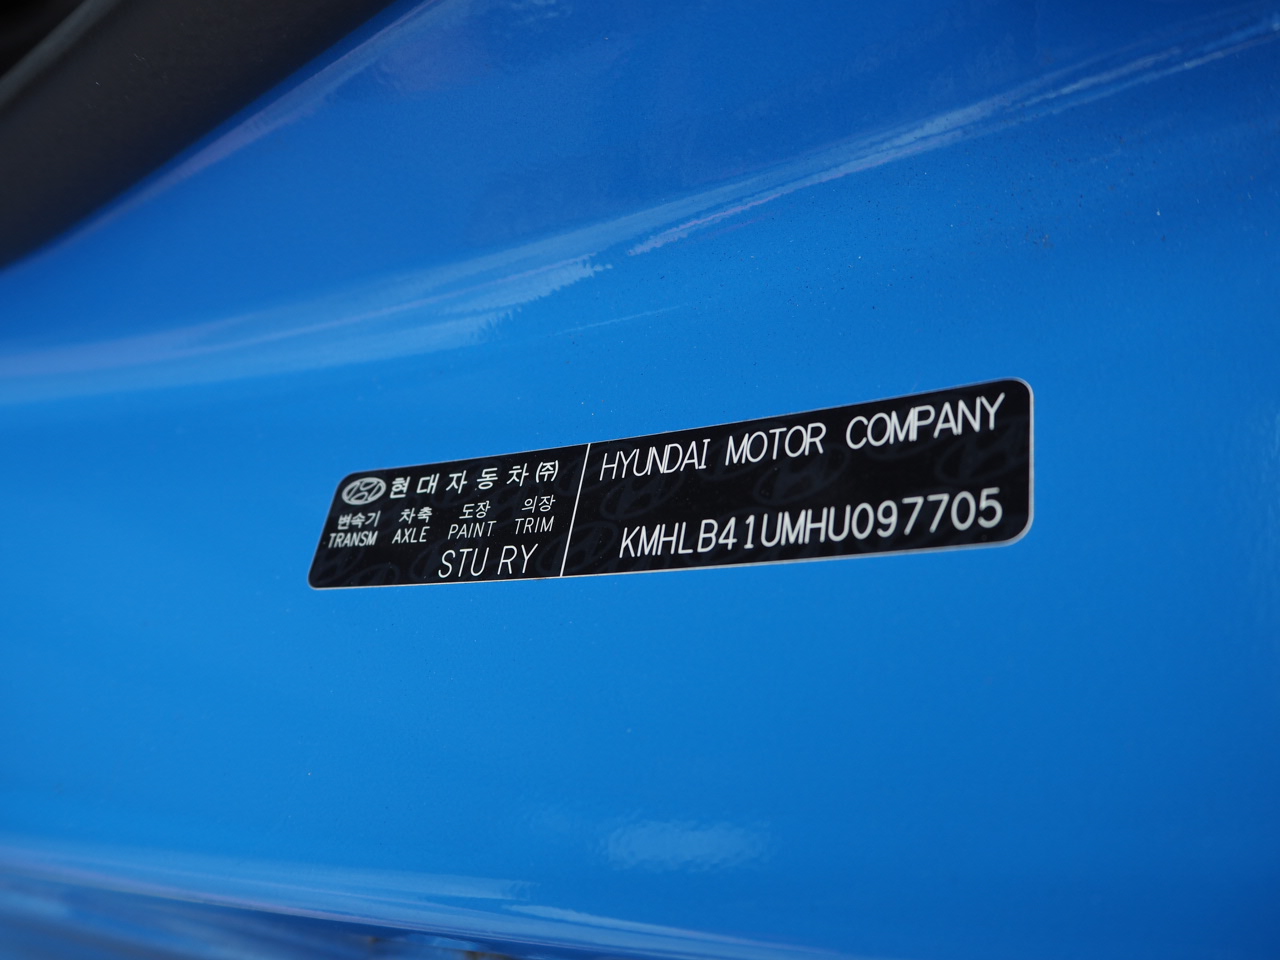 현대자동차㈜
변속기 차축 도장 의장
TRANSM AXLE PAINT TRIM
STU RY
HYUNDAI MOTOR COMPANY
KMHLB41UMHU097705